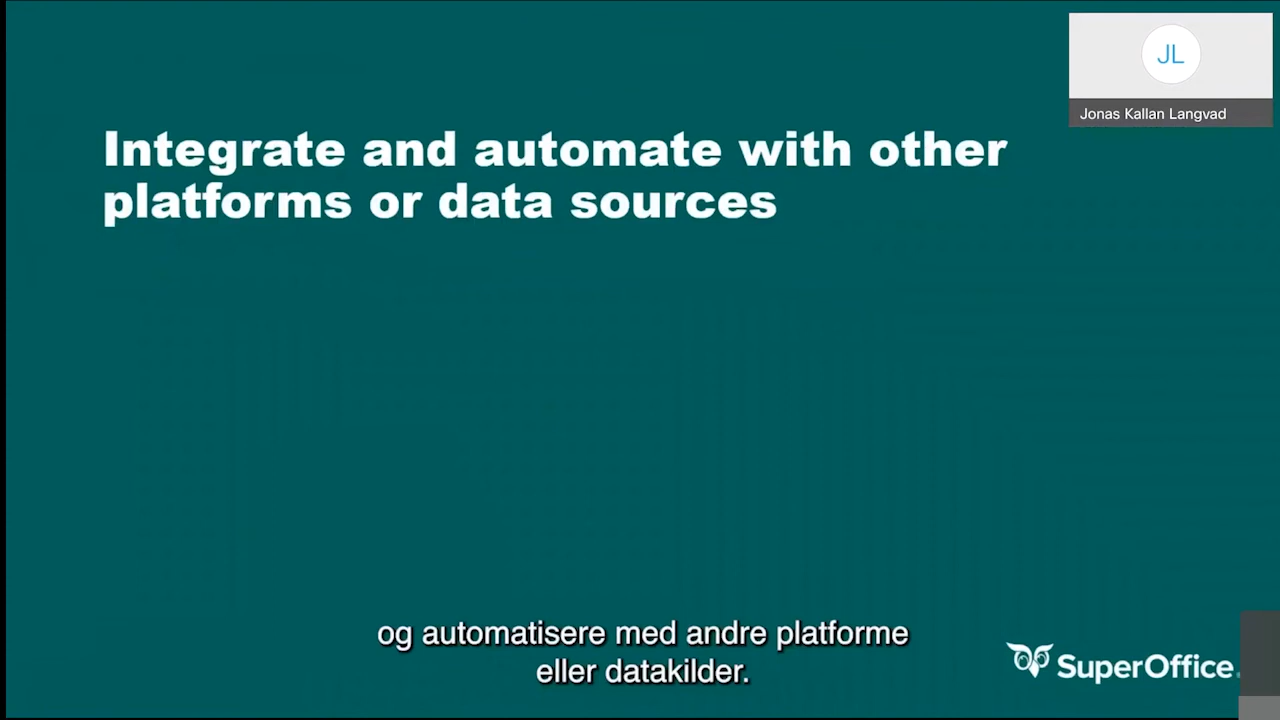 JL
Jonas Kallan Langvad
Integrate and automate with other
platforms or data sources
og automatisere med andre platforme
eller datakilder.
SuperOffice.